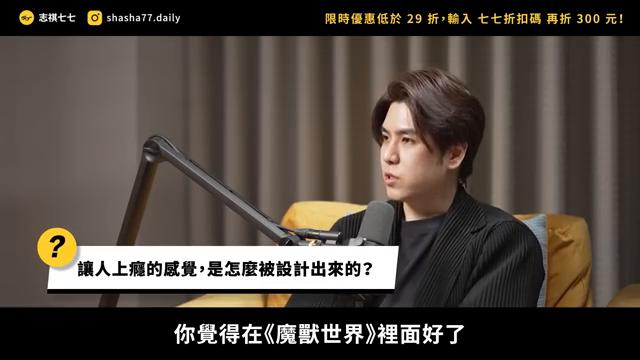 志祺七七 shasha77.daily 限時優惠低於 29 折，輸入 七七折扣碼 再折 300 元！
? 讓人上癮的感覺，是怎麼被設計出來的？
你覺得在《魔獸世界》裡面好了